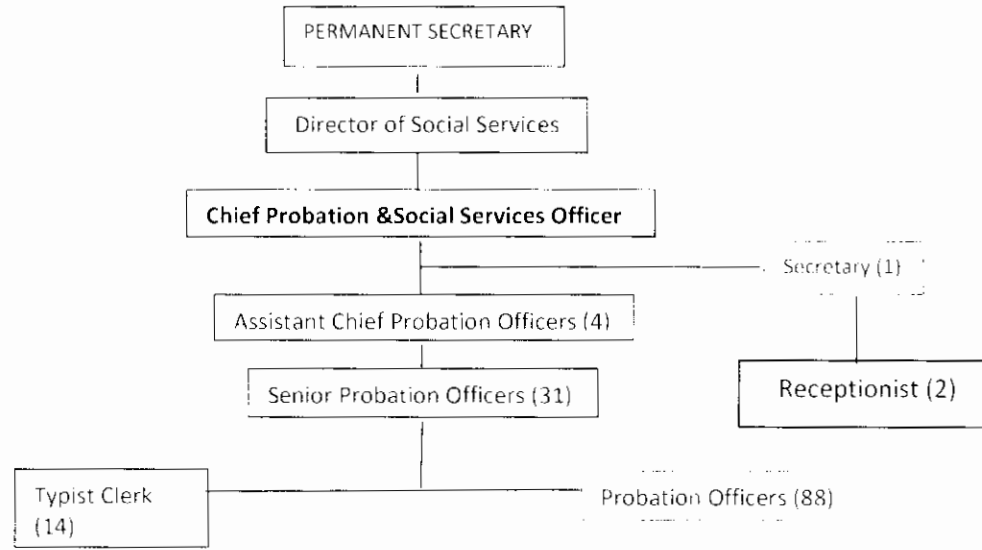 PERMANENT SECRETARY
Director of Social Services
Chief Probation &Social Services Officer
Secretary (1)
Assistant Chief Probation Officers (4)
Senior Probation Officers (31)
Receptionist (2)
Typist Clerk
(14)
Probation Officers (88)